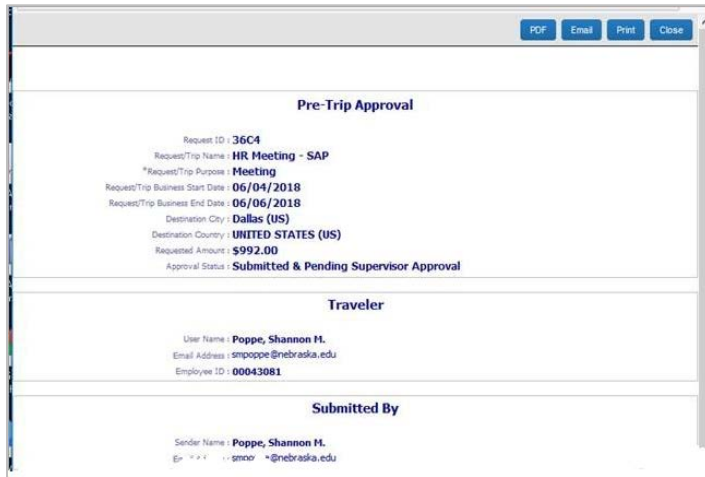 PDF Email Print Close
Pre-Trip Approval
Request ID : 36C4
Request/Trip Name : HR Meeting - SAP
*Request/Trip Purpose : Meeting
Request/Trip Business Start Date : 06/04/2018
Request/Trip Business End Date : 06/06/2018
Destination City : Dallas (US)
Destination Country : UNITED STATES (US)
Requested Amount : $992.00
Approval Status : Submitted & Pending Supervisor Approval
Traveler
User Name : Poppe, Shannon M.
Email Address : smpoppe@nebraska.edu
Employee ID : 00043081
Submitted By
Sender Name : Poppe, Shannon M.